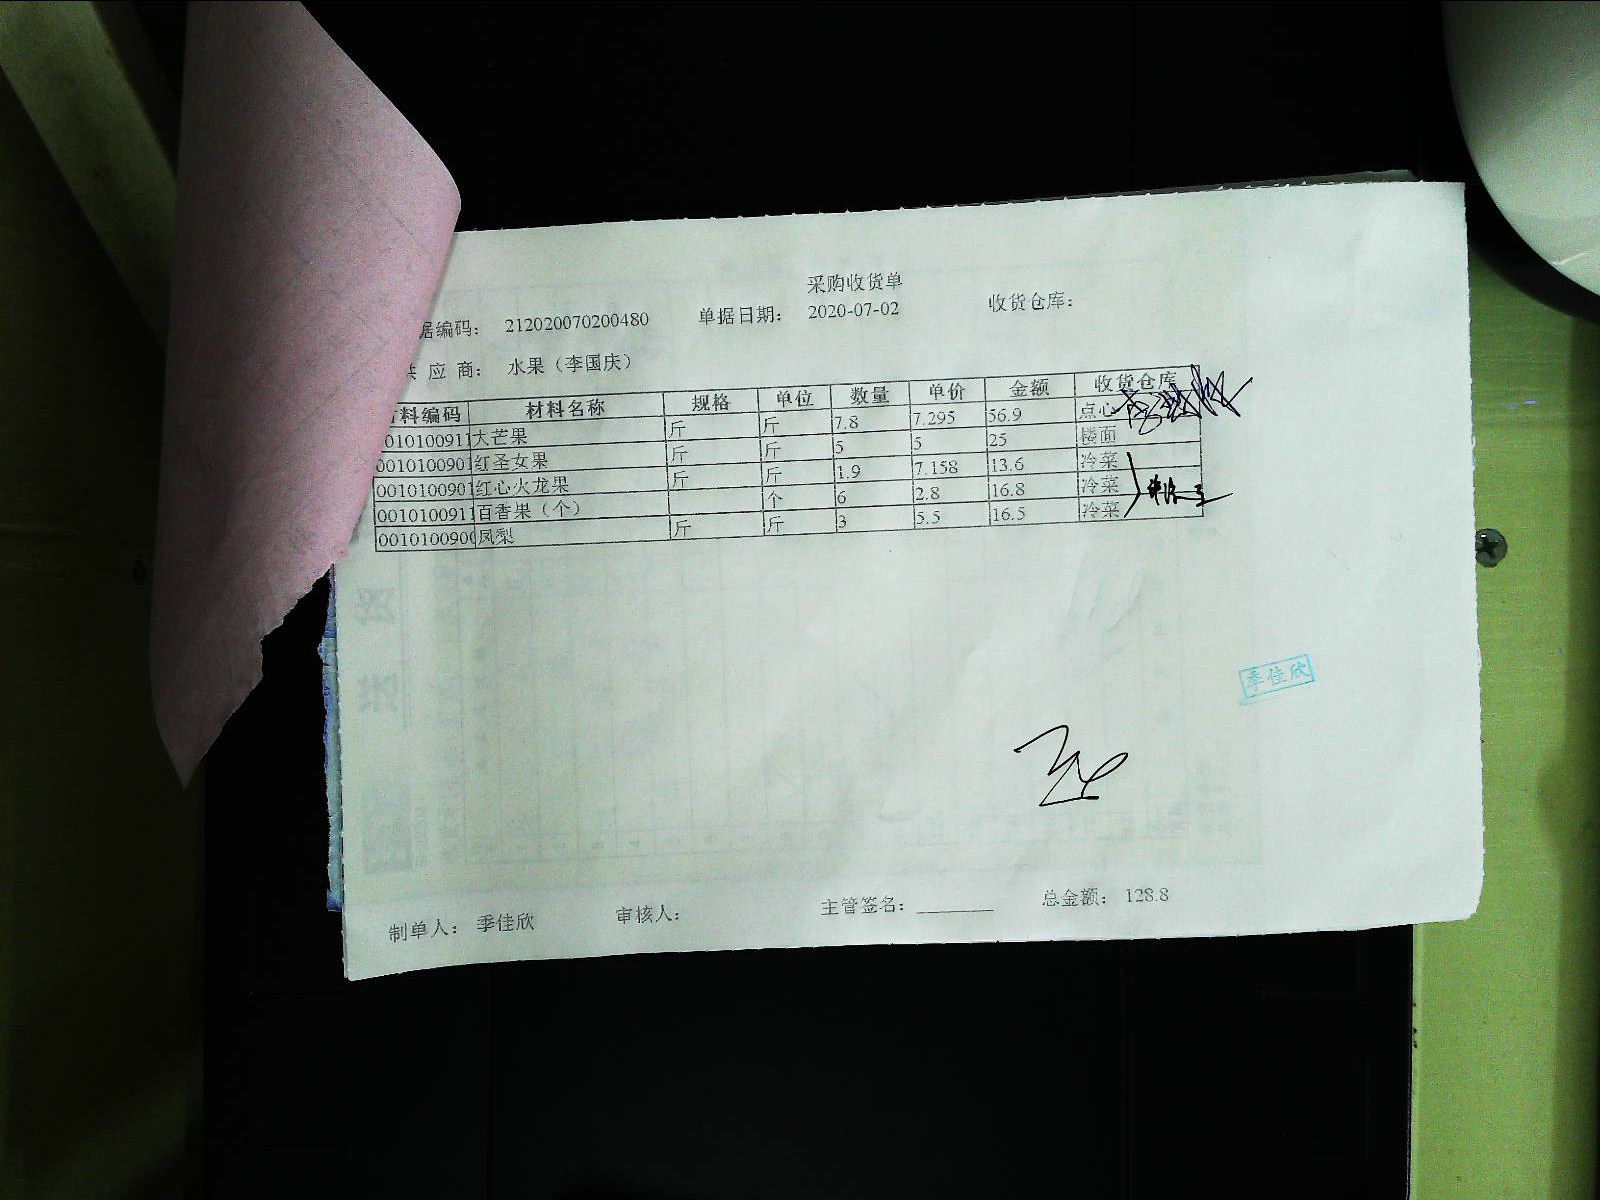 采购收货单
据编码: 212020070200480 单据日期: 2020-07-02 收货仓库:
供 应 商: 水果（李国庆）
材料编码 材料名称 规格 单位 数量 单价 金额 收货仓库
0010100911 大芒果 斤 斤 7.8 7.295 56.9 点心
0010100901 红圣女果 斤 斤 5 5 25 楼面
0010100901 红心火龙果 斤 斤 1.9 7.158 13.6 冷菜
0010100911 百香果（个） 个 6 2.8 16.8 冷菜
0010100900 凤梨 斤 斤 3 5.5 16.5 冷菜
季佳欣
制单人: 季佳欣 审核人: 主管签名: 总金额: 128.8